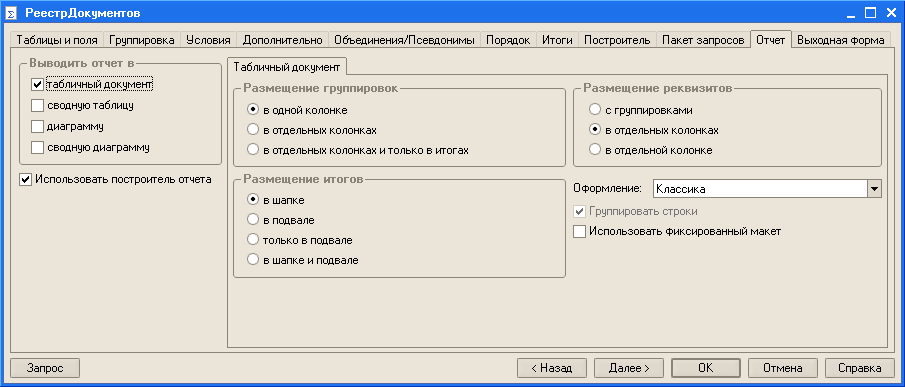 РеестрДокументов
Таблицы и поля Группировка Условия Дополнительно Объединения/Псевдонимы Порядок Итоги Построитель Пакет запросов Отчет Выходная форма
Выводить отчет в
табличный документ
сводную таблицу
диаграмму
сводную диаграмму
Использовать построитель отчета
Табличный документ
Размещение группировок
в одной колонке
в отдельных колонках
в отдельных колонках и только в итогах
Размещение реквизитов
с группировками
в отдельных колонках
в отдельной колонке
Размещение итогов
в шапке
в подвале
только в подвале
в шапке и подвале
Оформление: Классика
Группировать строки
Использовать фиксированный макет
Запрос < Назад Далее > OK Отмена Справка